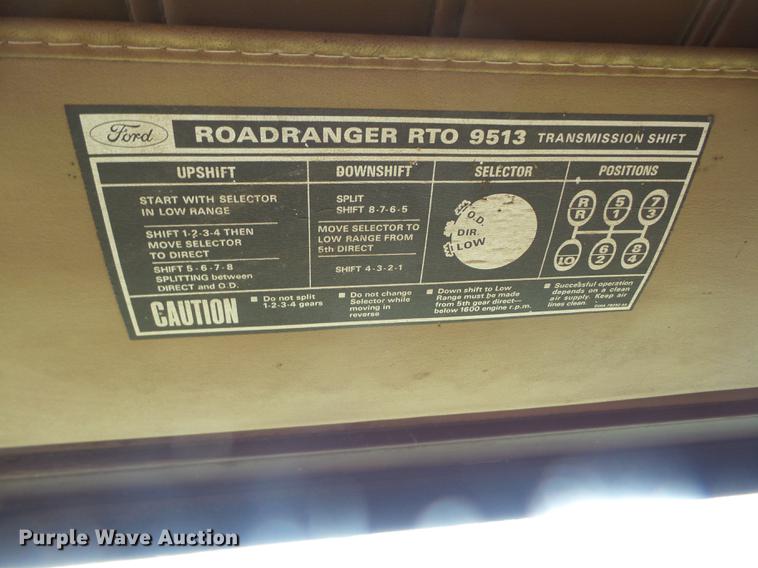 Ford ROADRANGER RTO 9513 TRANSMISSION SHIFT
UPSHIFT
START WITH SELECTOR
IN LOW RANGE
SHIFT 1-2-3-4 THEN
MOVE SELECTOR
TO DIRECT
SHIFT 5-6-7-8
SPLITTING between
DIRECT and O.D.
DOWNSHIFT
SPLIT
SHIFT 8-7-6-5
MOVE SELECTOR TO
LOW RANGE FROM
5th DIRECT
SHIFT 4-3-2-1
SELECTOR
O.D.
DIR.
LOW
POSITIONS
R 5 7
R 1 3
LO 6 8
2 4
CAUTION
Do not split
1-2-3-4 gears
Do not change
Selector while
moving in
reverse
Down shift to Low
Range must be made
from 5th gear direct—
below 1600 engine r.p.m.
Successful operation
depends on a clean
air supply. Keep air
lines clean.
Purple Wave Auction